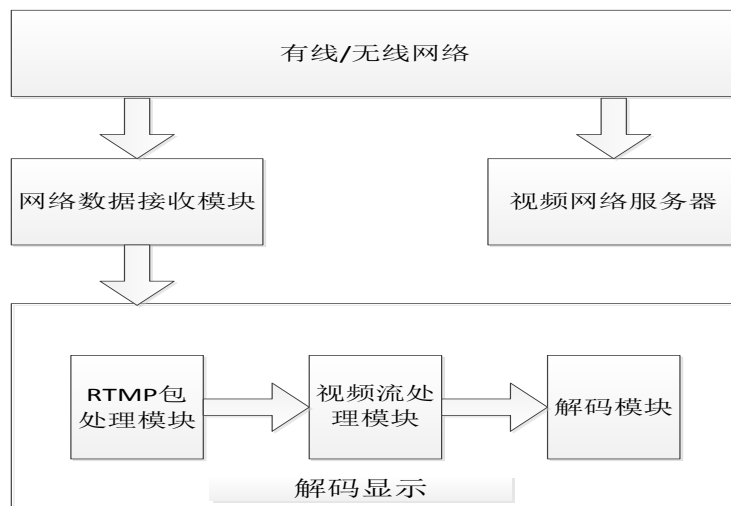 有线/无线网络
网络数据接收模块
视频网络服务器
RTMP包
处理模块
视频流处
理模块
解码模块
解码显示